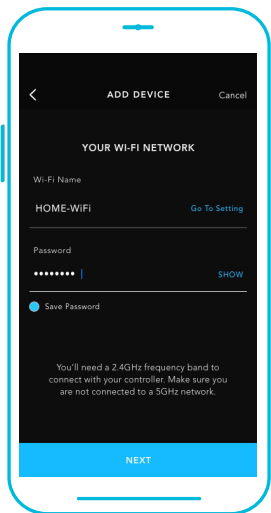 ADD DEVICE Cancel
YOUR WI-FI NETWORK
Wi-Fi Name
HOME-WiFi Go To Setting
Password
•••••••• SHOW
Save Password
You'll need a 2.4GHz frequency band to
connect with your controller. Make sure you
are not connected to a 5GHz network.
NEXT